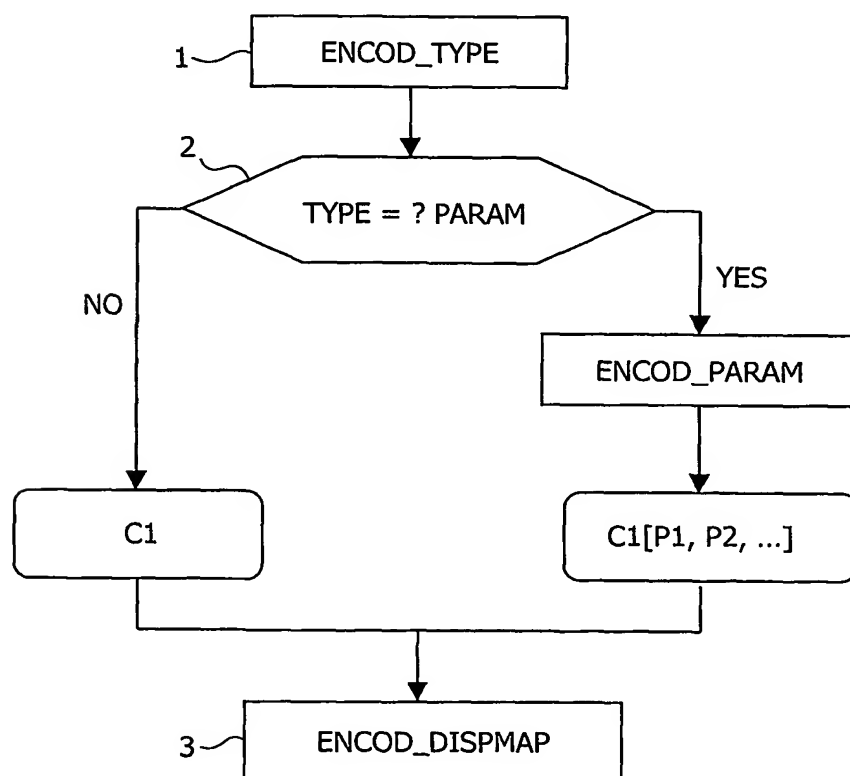 1
ENCOD_TYPE
2
TYPE = ? PARAM
NO
YES
ENCOD_PARAM
C1
C1[P1, P2, ...]
3
ENCOD_DISPMAP